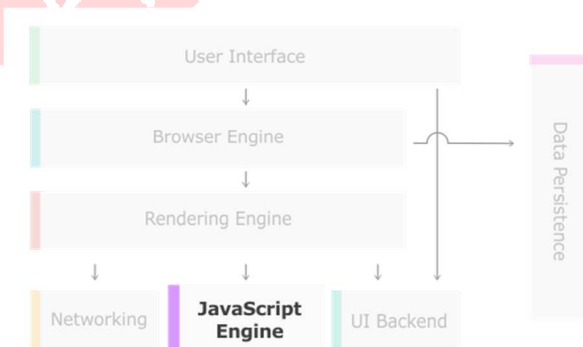 User Interface
Browser Engine
Data Persistence
Rendering Engine
Networking
JavaScript
Engine
UI Backend